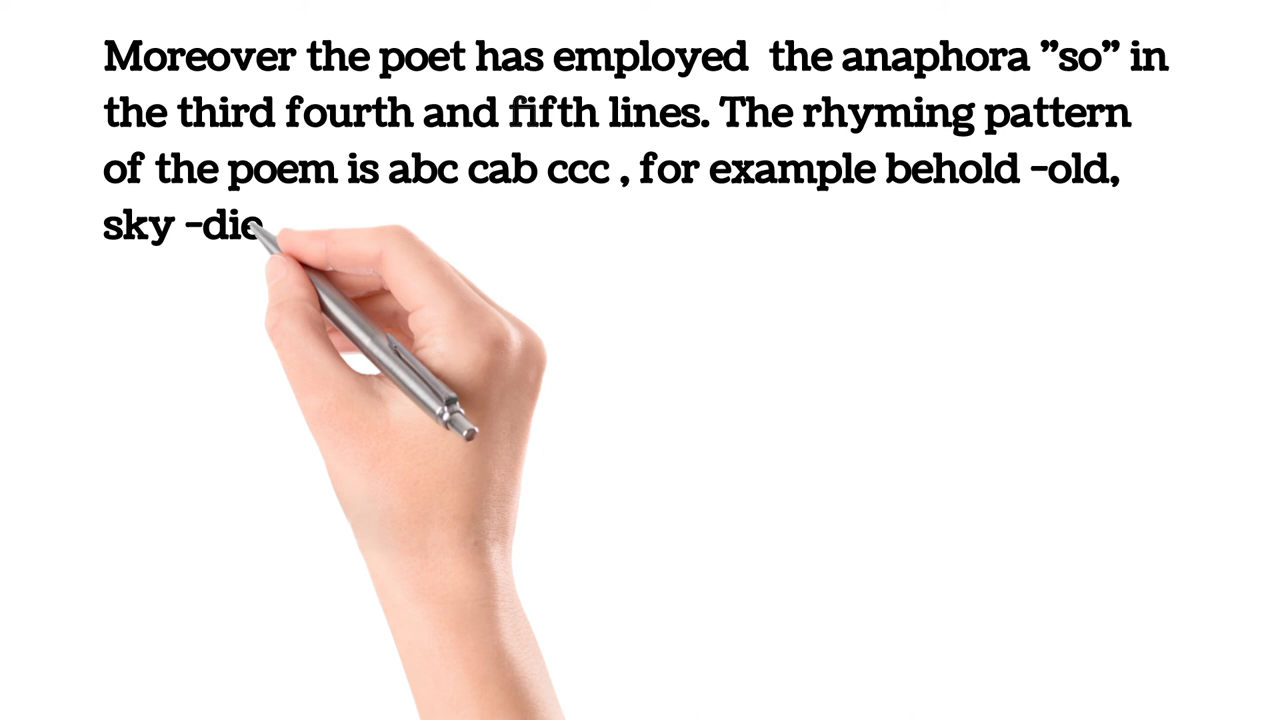 Moreover the poet has employed  the anaphora ”so” in
the third fourth and fifth lines. The rhyming pattern
of the poem is abc cab ccc , for example behold -old,
sky -die